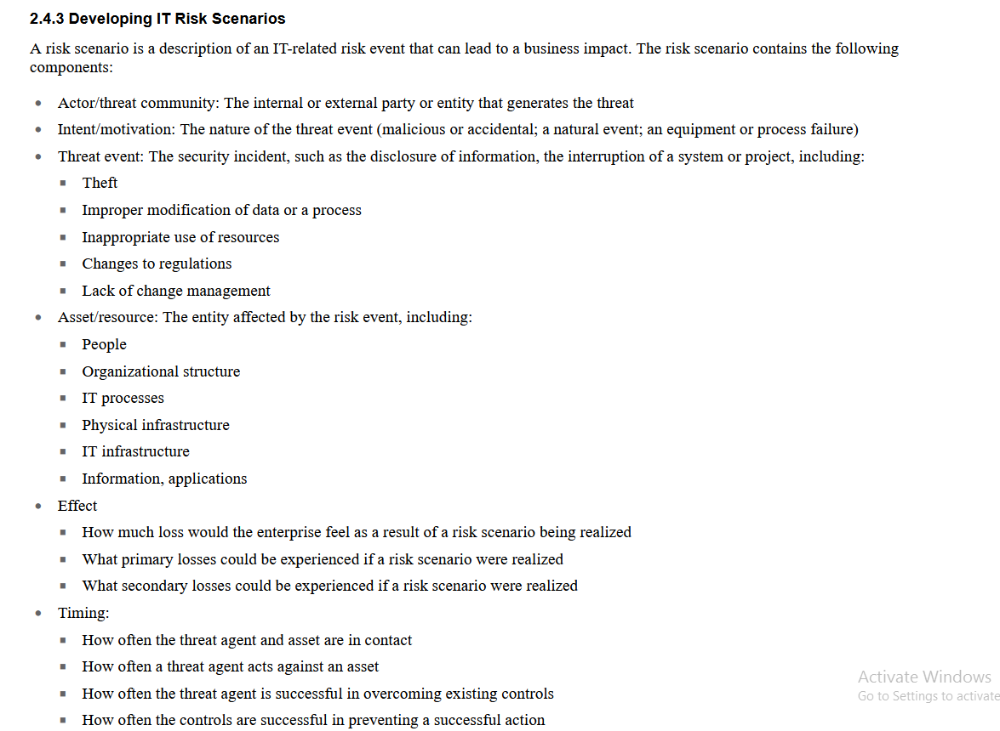 2.4.3 Developing IT Risk Scenarios
A risk scenario is a description of an IT-related risk event that can lead to a business impact. The risk scenario contains the following
components:
• Actor/threat community: The internal or external party or entity that generates the threat
• Intent/motivation: The nature of the threat event (malicious or accidental; a natural event; an equipment or process failure)
• Threat event: The security incident, such as the disclosure of information, the interruption of a system or project, including:
▪ Theft
▪ Improper modification of data or a process
▪ Inappropriate use of resources
▪ Changes to regulations
▪ Lack of change management
• Asset/resource: The entity affected by the risk event, including:
▪ People
▪ Organizational structure
▪ IT processes
▪ Physical infrastructure
▪ IT infrastructure
▪ Information, applications
• Effect
▪ How much loss would the enterprise feel as a result of a risk scenario being realized
▪ What primary losses could be experienced if a risk scenario were realized
▪ What secondary losses could be experienced if a risk scenario were realized
• Timing:
▪ How often the threat agent and asset are in contact
▪ How often a threat agent acts against an asset
▪ How often the threat agent is successful in overcoming existing controls
▪ How often the controls are successful in preventing a successful action
Activate Windows
Go to Settings to activate